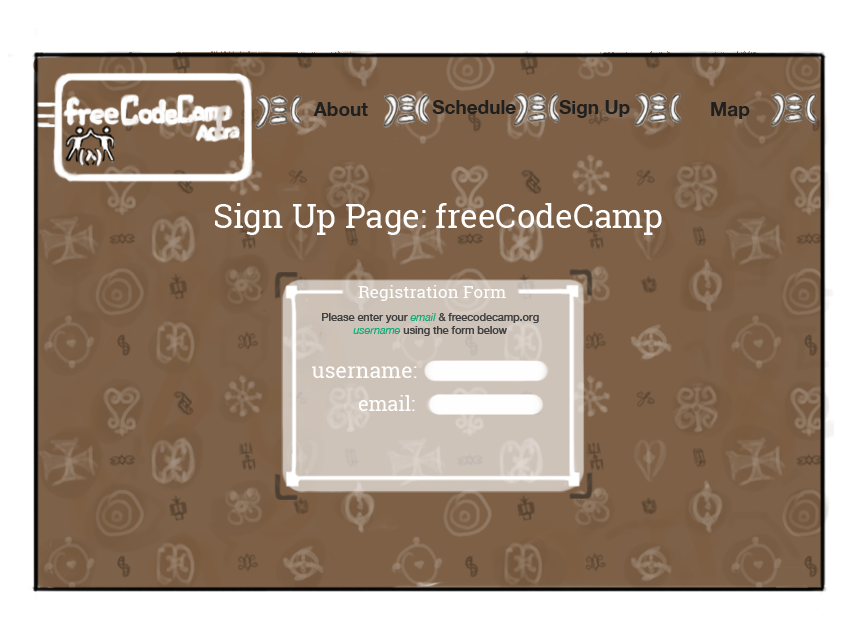 freeCodeCamp
Accra
About
Schedule
Sign Up
Map
Sign Up Page: freeCodeCamp
Registration Form
Please enter your email & freecodecamp.org
username using the form below
username:
email: